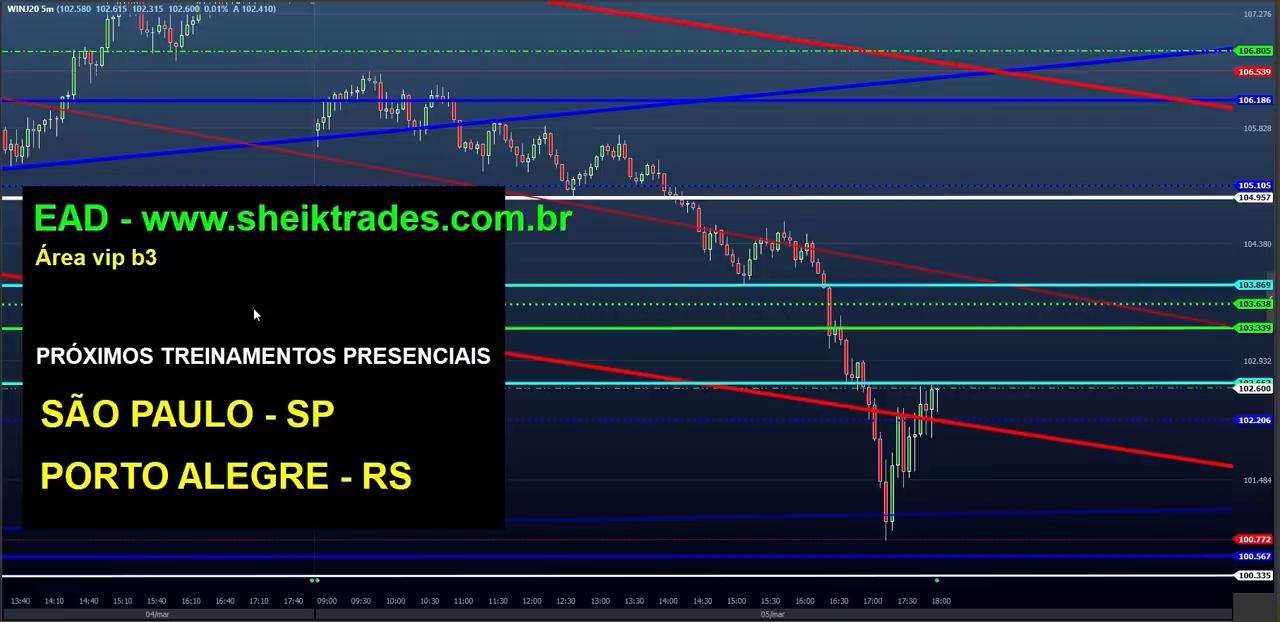 WINJ20 5m (102.580 102.615 102.315 102.600 0,01% A 102.410)
107.276
106.805
106.539
106.186
105.828
105.105
104.957
104.380
103.869
103.638
103.339
102.932
102.600
102.206
101.484
100.772
100.567
100.335
EAD - www.sheiktrades.com.br
Área vip b3
PRÓXIMOS TREINAMENTOS PRESENCIAIS
SÃO PAULO - SP
PORTO ALEGRE - RS
13:40 14:10 14:40 15:10 15:40 16:10 16:40 17:10 17:40 09:00 09:30 10:00 10:30 11:00 11:30 12:00 12:30 13:00 13:30 14:00 14:30 15:00 15:30 16:00 16:30 17:00 17:30 18:00
04/mar 05/mar